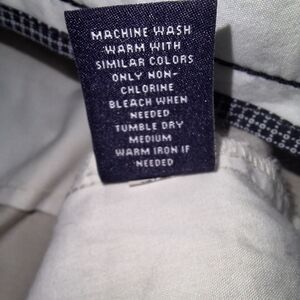 MACHINE WASH
WARM WITH
SIMILAR COLORS
ONLY NON-
CHLORINE
BLEACH WHEN
NEEDED
TUMBLE DRY
MEDIUM
WARM IRON IF
NEEDED